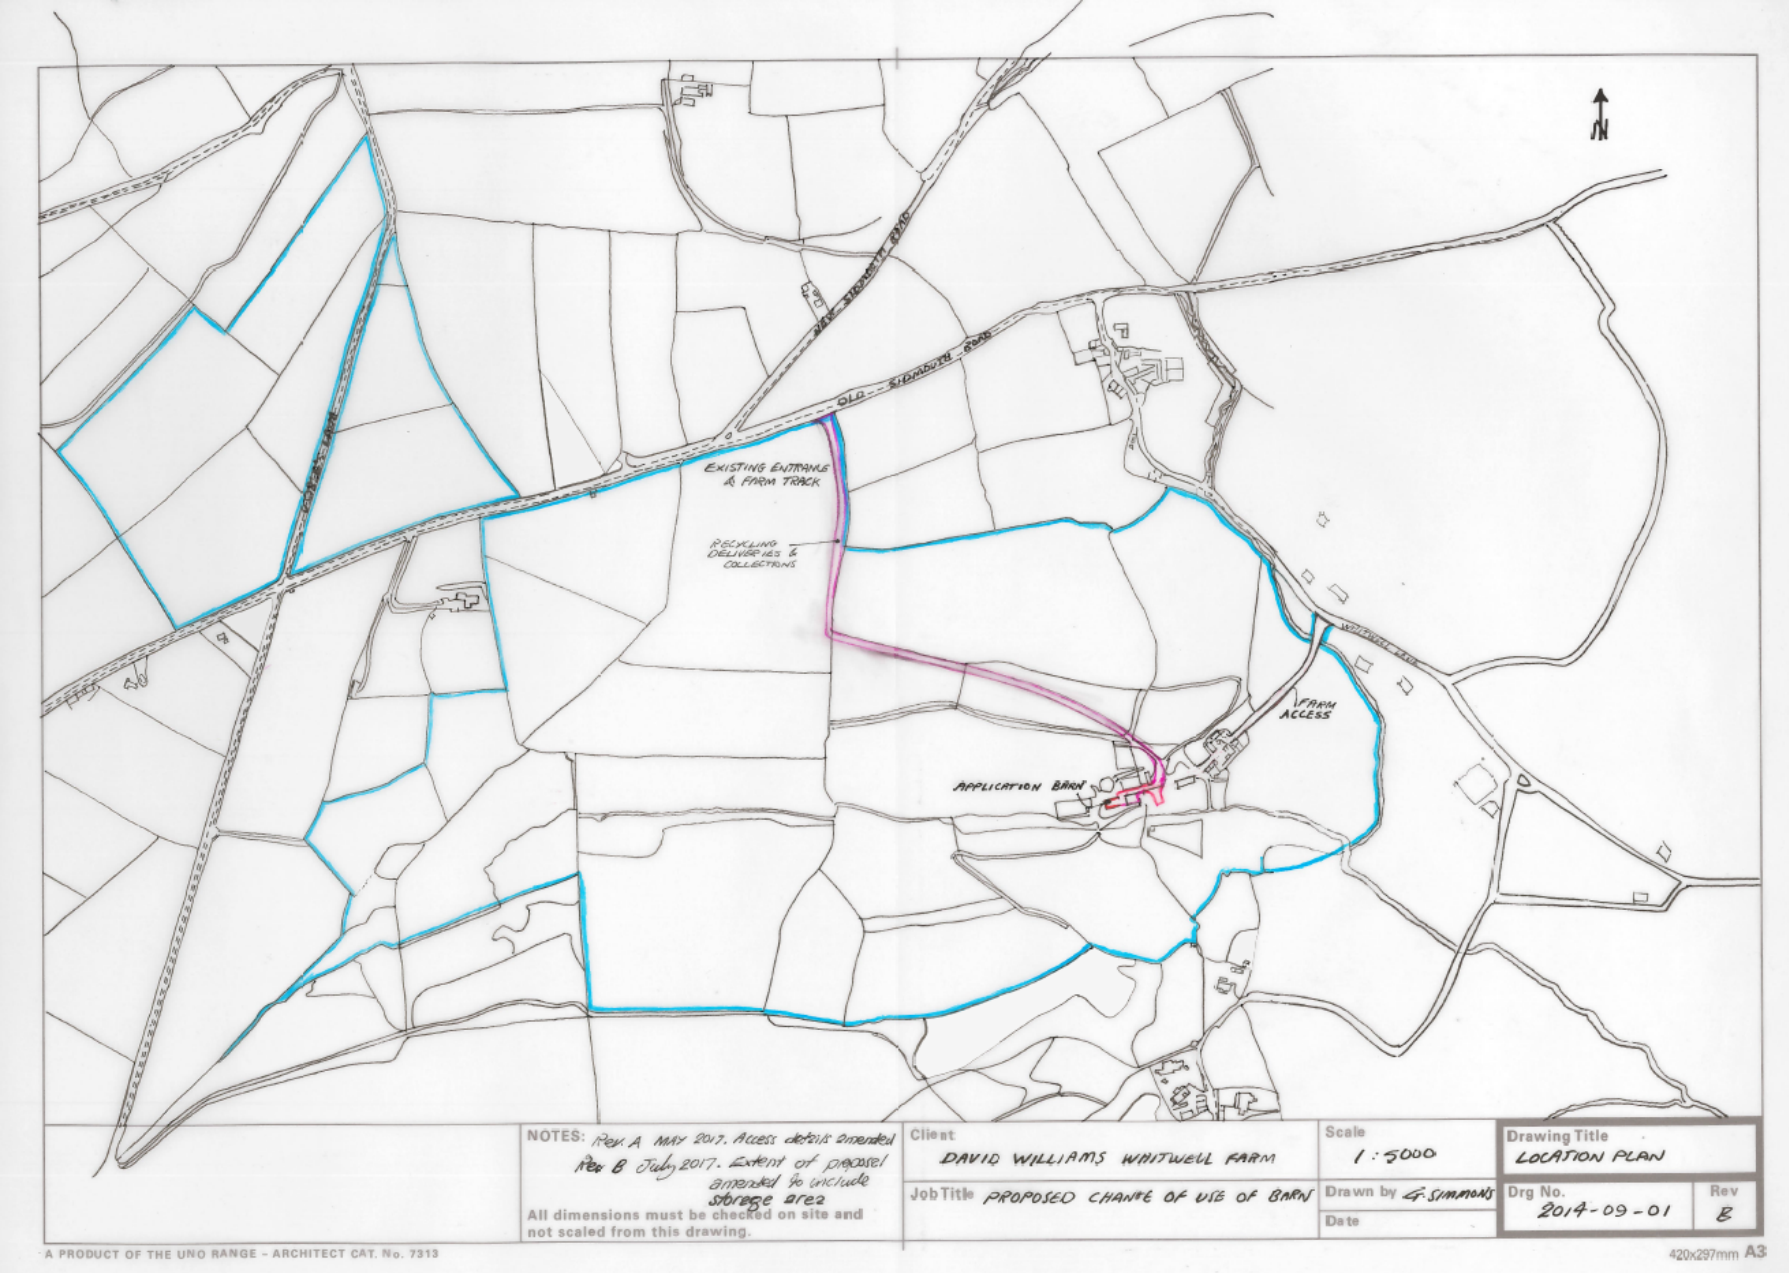 N
NEW SIDMOUTH ROAD
OLD SIDMOUTH ROAD
EXISTING ENTRANCE
& FARM TRACK
RECYCLING
DELIVERIES &
COLLECTIONS
LANE
WHITWELL LANE
FARM
ACCESS
APPLICATION BARN
NOTES: Rev. A MAY 2017. Access details amended
Rev B July 2017. Extent of proposal
amended to include
storage area
All dimensions must be checked on site and
not scaled from this drawing.
Client
DAVID WILLIAMS WHITWELL FARM
Job Title PROPOSED CHANGE OF USE OF BARN
Scale
1:5000
Drawn by G. SIMMONS
Date
Drawing Title
LOCATION PLAN
Drg No.
2014-09-01
Rev
B
A PRODUCT OF THE UNO RANGE – ARCHITECT CAT. No. 7313
420x297mm A3